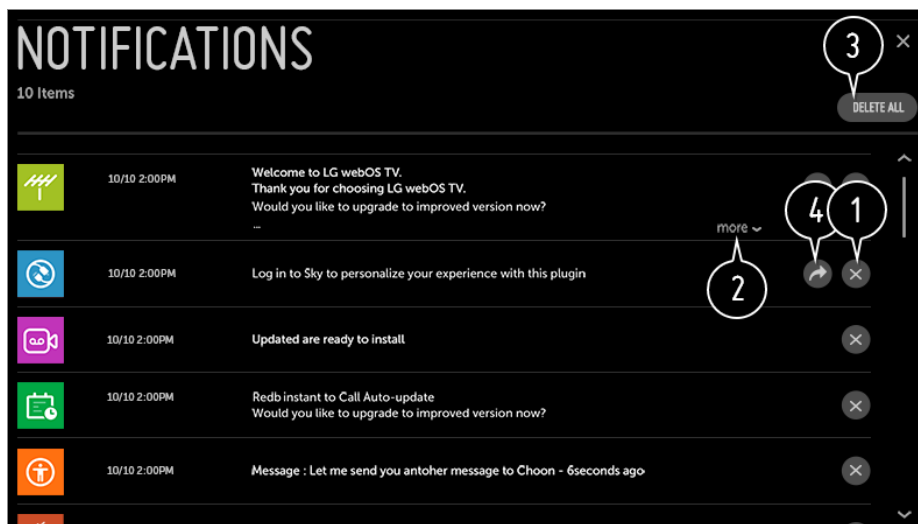 NOTIFICATIONS
3
10 Items
DELETE ALL
10/10 2:00PM
Welcome to LG webOS TV.
Thank you for choosing LG webOS TV.
Would you like to upgrade to improved version now?
...
more
4
1
2
10/10 2:00PM
Log in to Sky to personalize your experience with this plugin
10/10 2:00PM
Updated are ready to install
10/10 2:00PM
Redb instant to Call Auto-update
Would you like to upgrade to improved version now?
10/10 2:00PM
Message : Let me send you antoher message to Choon - 6seconds ago